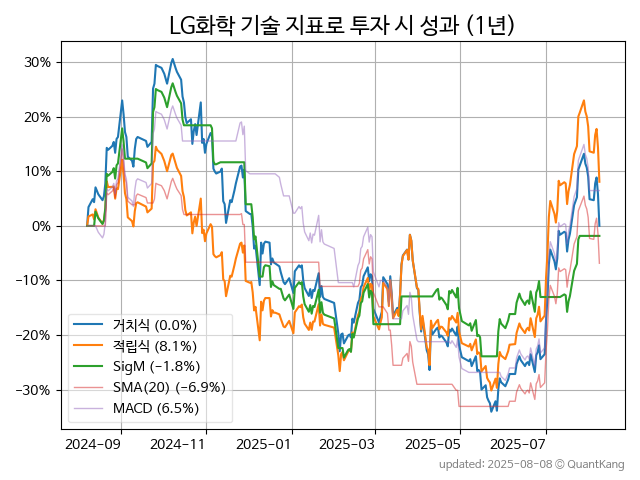 LG화학 기술 지표로 투자 시 성과 (1년)
30%
20%
10%
0%
−10%
−20%
−30%
거치식 (0.0%)
적립식 (8.1%)
SigM (−1.8%)
SMA(20) (−6.9%)
MACD (6.5%)
2024-09
2024-11
2025-01
2025-03
2025-05
2025-07
updated: 2025-08-08 © QuantKang